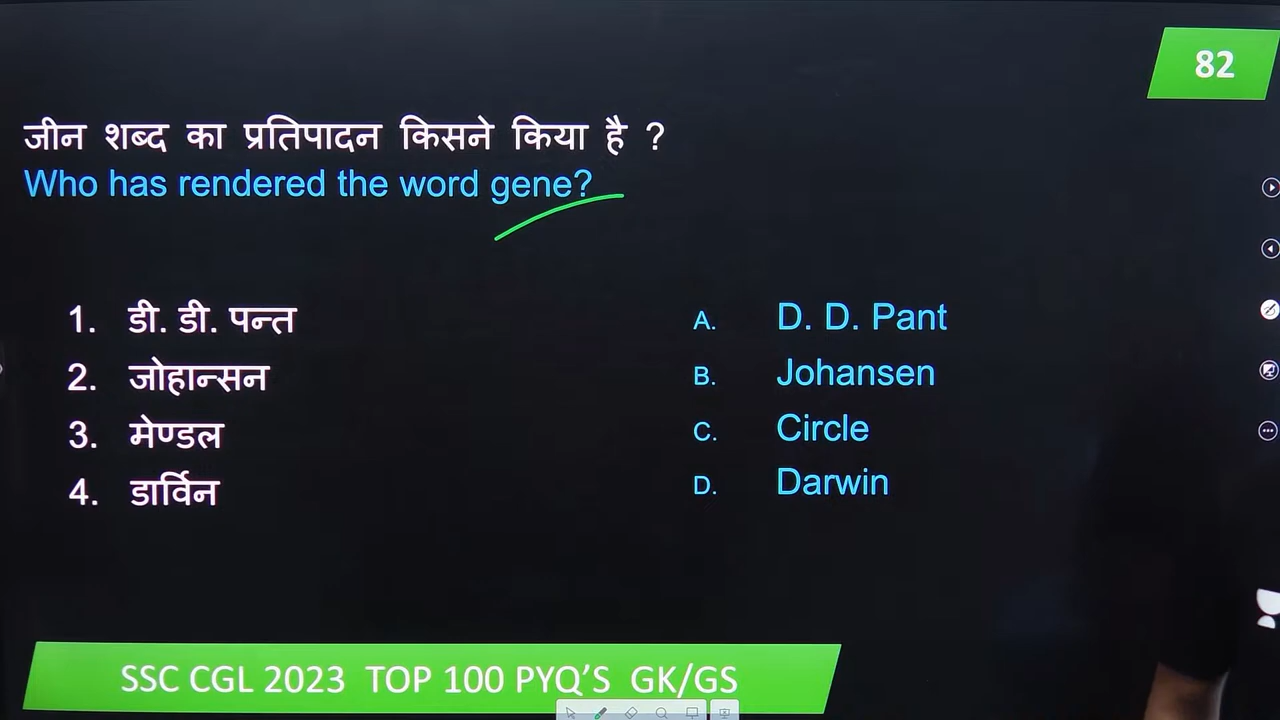 82
जीन शब्द का प्रतिपादन किसने किया है ?
Who has rendered the word gene?
1. डी. डी. पन्त
2. जोहान्सन
3. मेण्डल
4. डार्विन
A. D. D. Pant
B. Johansen
C. Circle
D. Darwin
SSC CGL 2023 TOP 100 PYQ’S GK/GS